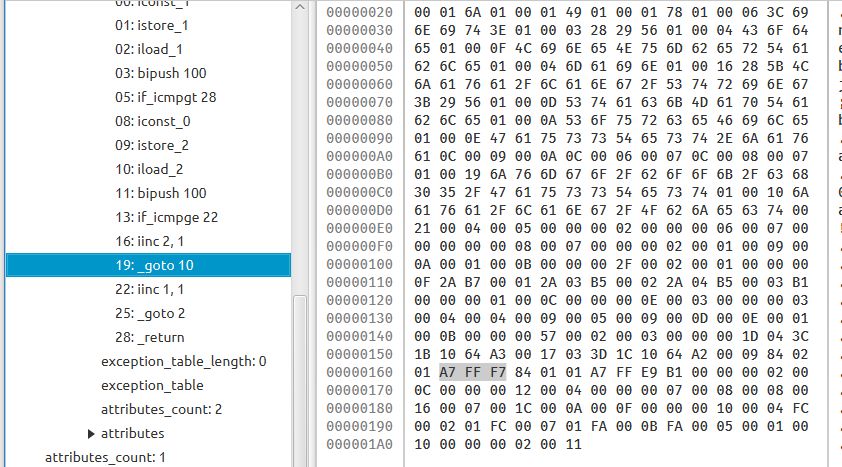 00: iconst_1
01: istore_1
02: iload_1
03: bipush 100
05: if_icmpgt 28
08: iconst_0
09: istore_2
10: iload_2
11: bipush 100
13: if_icmpge 22
16: iinc 2, 1
19: _goto 10
22: iinc 1, 1
25: _goto 2
28: _return
exception_table_length: 0
exception_table
attributes_count: 2
attributes
attributes_count: 1
00000020 00 01 6A 01 00 01 49 01 00 01 78 01 00 06 3C 69
00000030 6E 69 74 3E 01 00 03 28 29 56 01 00 04 43 6F 64
00000040 65 01 00 0F 4C 69 6E 65 4E 75 6D 62 65 72 54 61
00000050 62 6C 65 01 00 04 6D 61 69 6E 01 00 16 28 5B 4C
00000060 6A 61 76 61 2F 6C 61 6E 67 2F 53 74 72 69 6E 67
00000070 3B 29 56 01 00 0D 53 74 61 63 6B 4D 61 70 54 61
00000080 62 6C 65 01 00 0A 53 6F 75 72 63 65 46 69 6C 65
00000090 01 00 0E 47 61 75 73 73 54 65 73 74 2E 6A 61 76
000000A0 61 0C 00 09 00 0A 0C 00 06 00 07 0C 00 08 00 07
000000B0 01 00 19 6A 76 6D 67 6F 2F 62 6F 6F 6B 2F 63 68
000000C0 30 35 2F 47 61 75 73 73 54 65 73 74 01 00 10 6A
000000D0 61 76 61 2F 6C 61 6E 67 2F 4F 62 6A 65 63 74 00
000000E0 21 00 04 00 05 00 00 00 02 00 00 00 06 00 07 00
000000F0 00 00 00 00 08 00 07 00 00 00 02 00 01 00 09 00
00000100 0A 00 01 00 0B 00 00 00 2F 00 02 00 01 00 00 00
00000110 0F 2A B7 00 01 2A 03 B5 00 02 2A 04 B5 00 03 B1
00000120 00 00 00 01 00 0C 00 00 00 0E 00 03 00 00 00 03
00000130 00 04 00 04 00 09 00 05 00 09 00 0D 00 0E 00 01
00000140 00 0B 00 00 00 57 00 02 00 03 00 00 00 1D 04 3C
00000150 1B 10 64 A3 00 17 03 3D 1C 10 64 A2 00 09 84 02
00000160 01 A7 FF F7 84 01 01 A7 FF E9 B1 00 00 00 02 00
00000170 0C 00 00 00 12 00 04 00 00 00 07 00 08 00 08 00
00000180 16 00 07 00 1C 00 0A 00 0F 00 00 00 10 00 04 FC
00000190 00 02 01 FC 00 07 01 FA 00 0B FA 00 05 00 01 00
000001A0 10 00 00 00 02 00 11